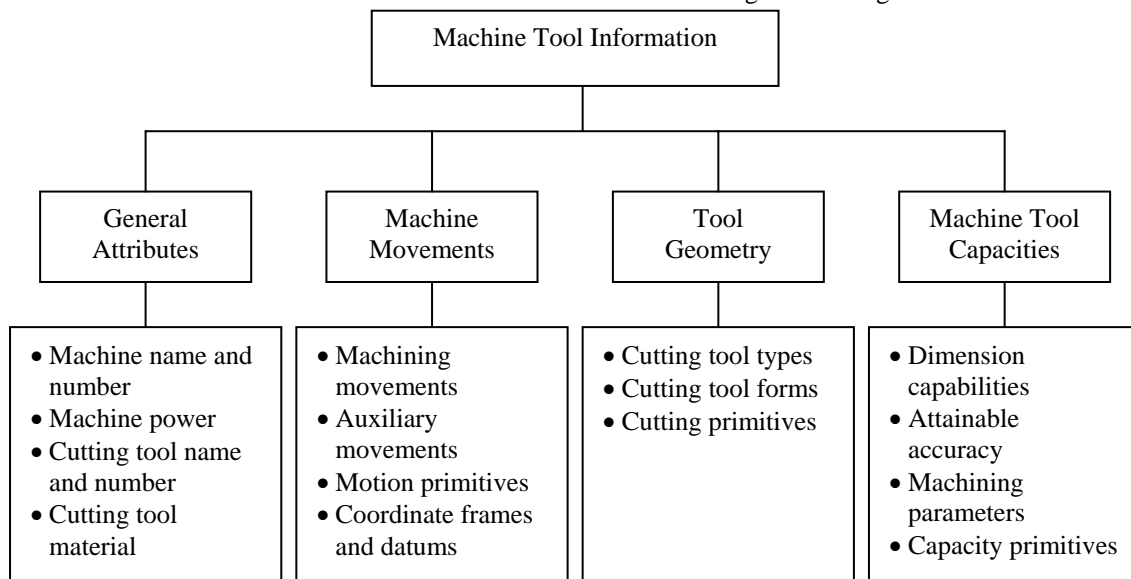 Machine Tool Information
General
Attributes
Machine
Movements
Tool
Geometry
Machine Tool
Capacities
• Machine name and
number
• Machine power
• Cutting tool name
and number
• Cutting tool
material
• Machining
movements
• Auxiliary
movements
• Motion primitives
• Coordinate frames
and datums
• Cutting tool types
• Cutting tool forms
• Cutting primitives
• Dimension
capabilities
• Attainable
accuracy
• Machining
parameters
• Capacity primitives